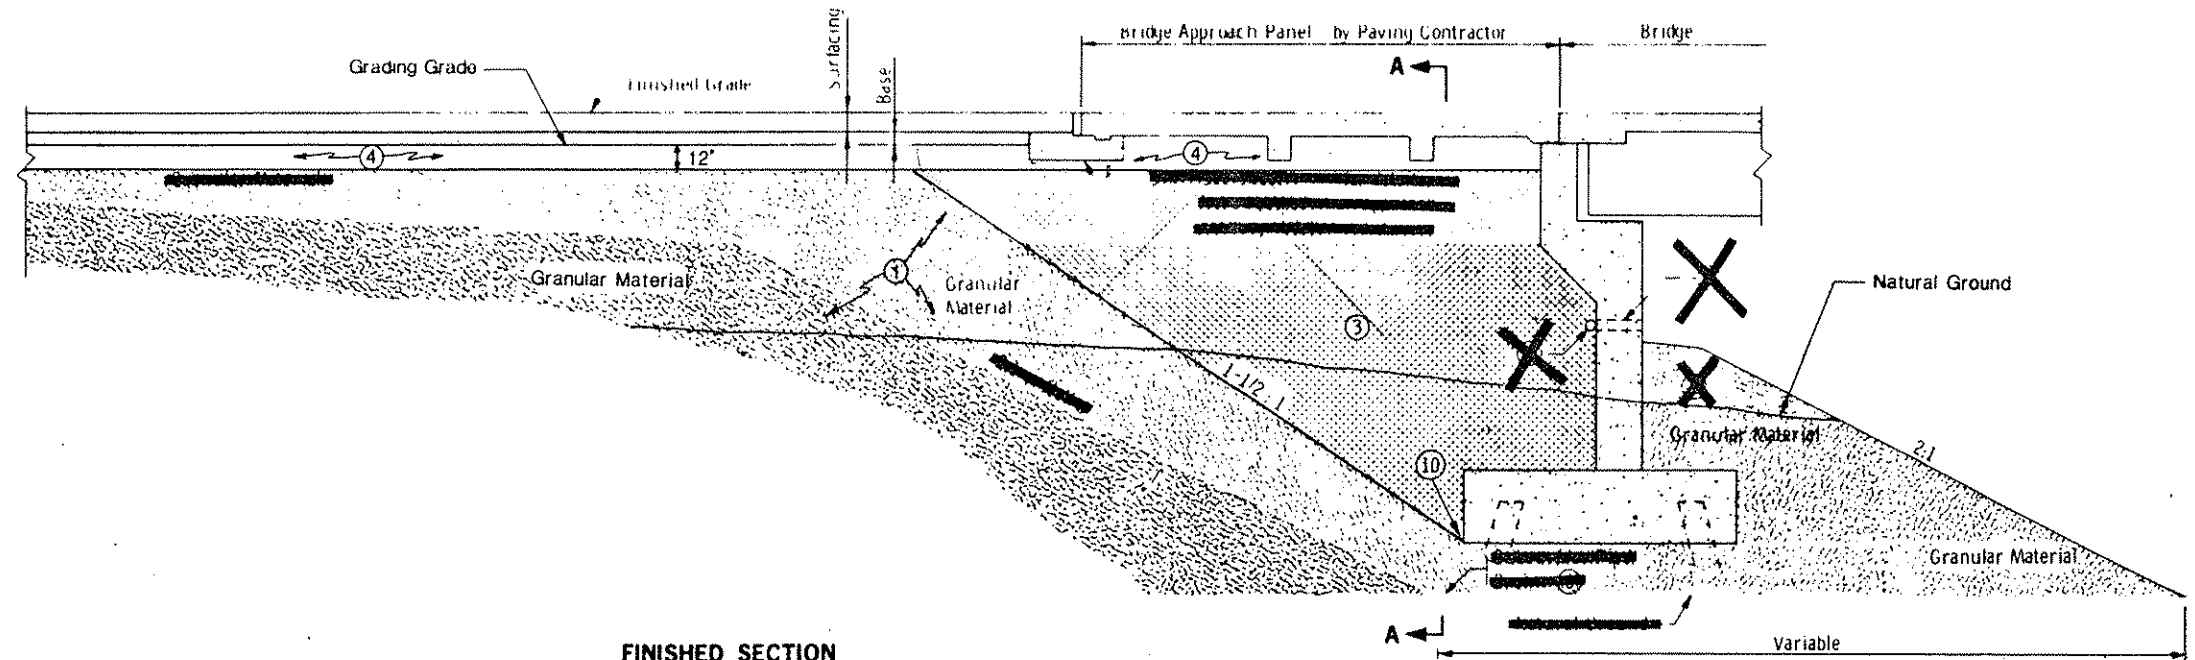 Surfacing
Base
Bridge Approach Panel by Paving Contractor
Bridge
A
Grading Grade
Finished Grade
4
12"
4
Granular Material
1
Granular
Material
3
Natural Ground
1-1/2 1
10
Granular Material
2:1
Granular Material
A
Variable
FINISHED SECTION